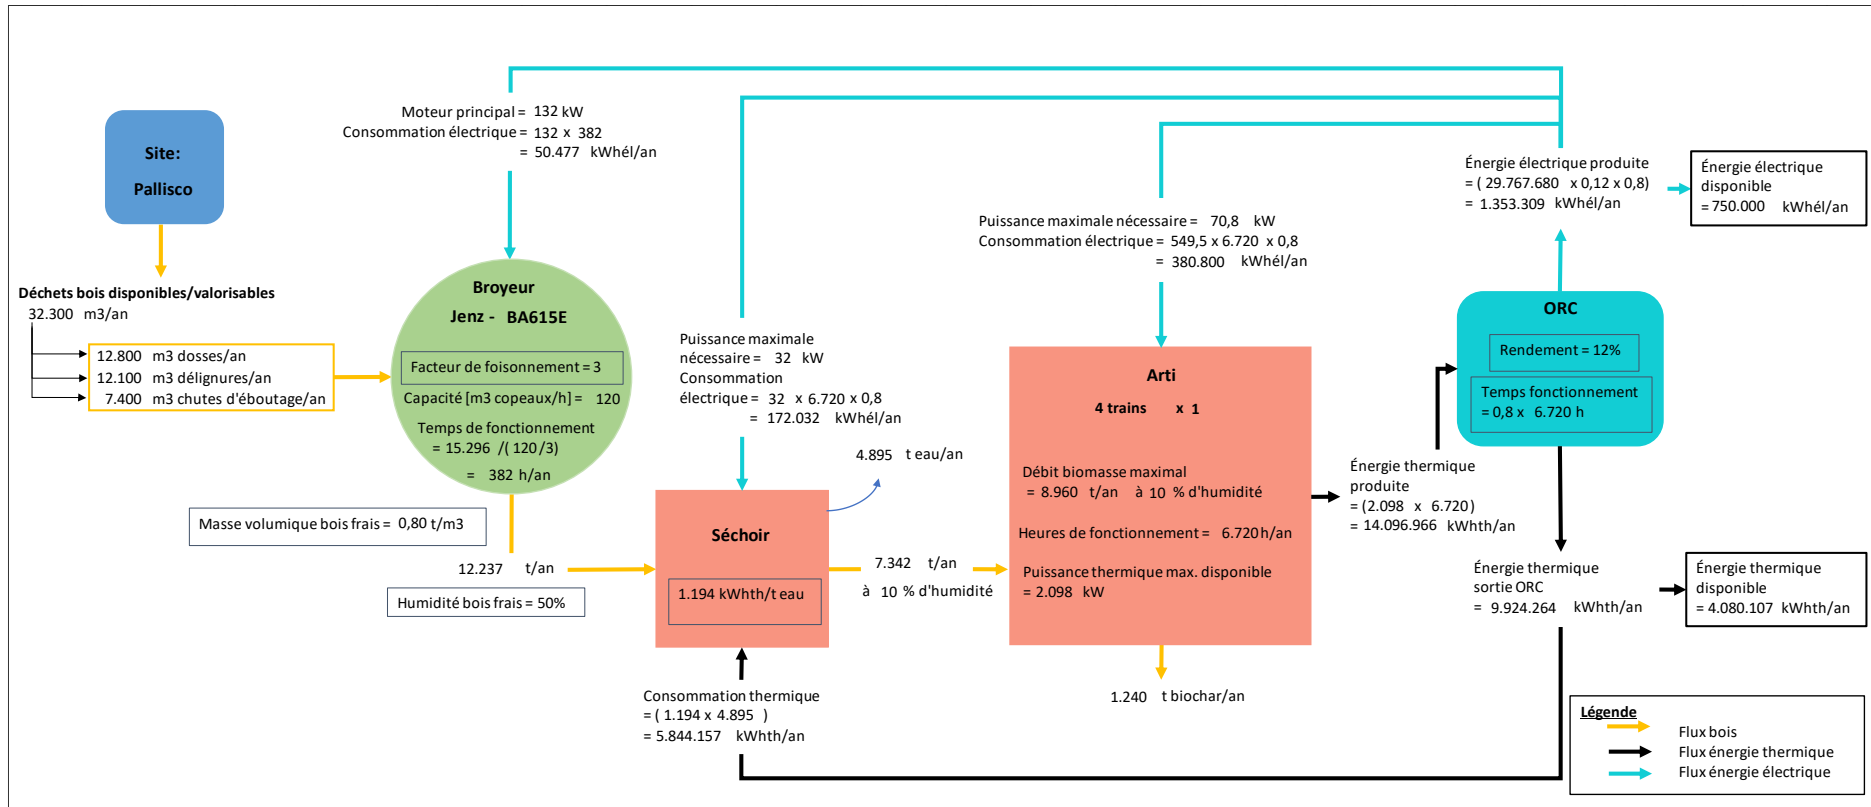 Site:
Pallisco
Déchets bois disponibles/valorisables
32.300 m3/an
12.800 m3 dosses/an
12.100 m3 délignures/an
7.400 m3 chutes d'éboutage/an
Moteur principal = 132 kW
Consommation électrique = 132 x 382
= 50.477 kWhél/an
Broyeur
Jenz - BA615E
Facteur de foisonnement = 3
Capacité [m3 copeaux/h] = 120
Temps de fonctionnement
= 15.296 /( 120 /3)
= 382 h/an
Masse volumique bois frais = 0,80 t/m3
12.237 t/an
Humidité bois frais = 50%
Puissance maximale
nécessaire = 32 kW
Consommation
électrique = 32 x 6.720 x 0,8
= 172.032 kWhél/an
4.895 t eau/an
Séchoir
1.194 kWhth/t eau
7.342 t/an
à 10 % d'humidité
Consommation thermique
= ( 1.194 x 4.895 )
= 5.844.157 kWhth/an
Puissance maximale nécessaire = 70,8 kW
Consommation électrique = 549,5 x 6.720 x 0,8
= 380.800 kWhél/an
Arti
4 trains x 1
Débit biomasse maximal
= 8.960 t/an à 10 % d'humidité
Heures de fonctionnement = 6.720 h/an
Puissance thermique max. disponible
= 2.098 kW
1.240 t biochar/an
Énergie thermique
produite
= (2.098 x 6.720)
= 14.096.966 kWhth/an
Énergie électrique produite
= ( 29.767.680 x 0,12 x 0,8)
= 1.353.309 kWhél/an
Énergie électrique
disponible
= 750.000 kWhél/an
ORC
Rendement = 12%
Temps fonctionnement
= 0,8 x 6.720 h
Énergie thermique
sortie ORC
= 9.924.264 kWhth/an
Énergie thermique
disponible
= 4.080.107 kWhth/an
Légende
Flux bois
Flux énergie thermique
Flux énergie électrique